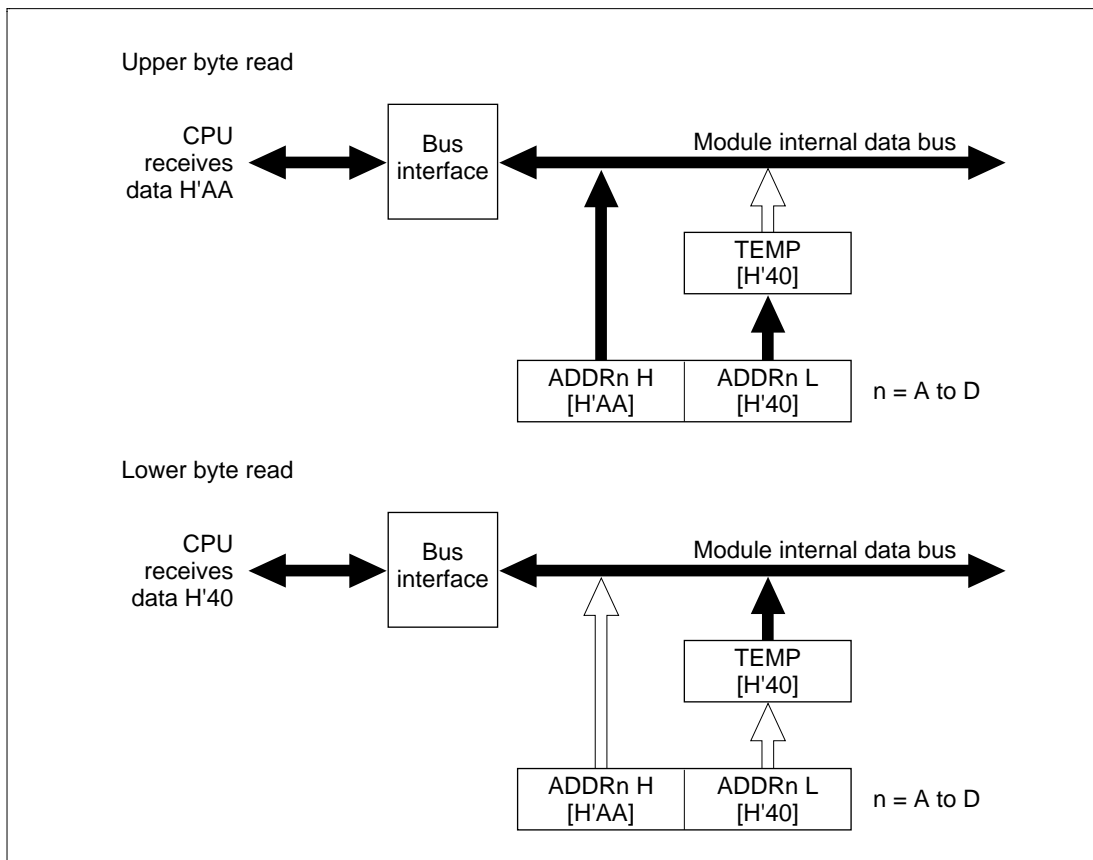 Upper byte read
CPU
receives
data H'AA
Bus
interface
Module internal data bus
TEMP
[H'40]
ADDRn H
[H'AA]
ADDRn L
[H'40]
n = A to D
Lower byte read
CPU
receives
data H'40
Bus
interface
Module internal data bus
TEMP
[H'40]
ADDRn H
[H'AA]
ADDRn L
[H'40]
n = A to D